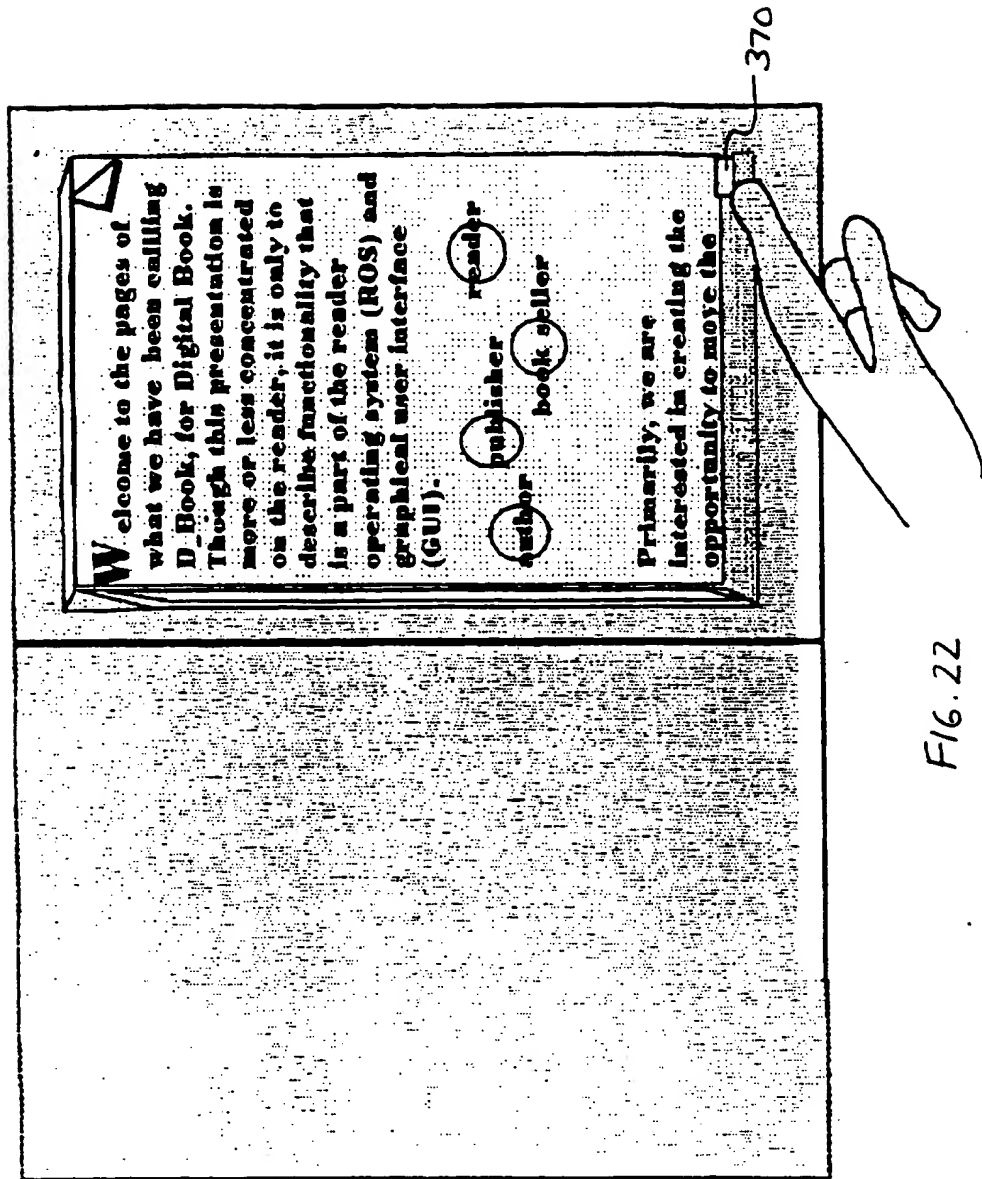 Welcome to the pages of
what we have been callling
D_Book, for Digital Book.
Though this presentation is
more or less concentrated
on the reader, it is only to
describe functionality that
is a part of the reader
operating system (ROS) and
graphical user interface
(GUI).
reader
publisher
book seller
author
Primarily, we are
interested in creating the
opportunity to move the
370
FIG. 22